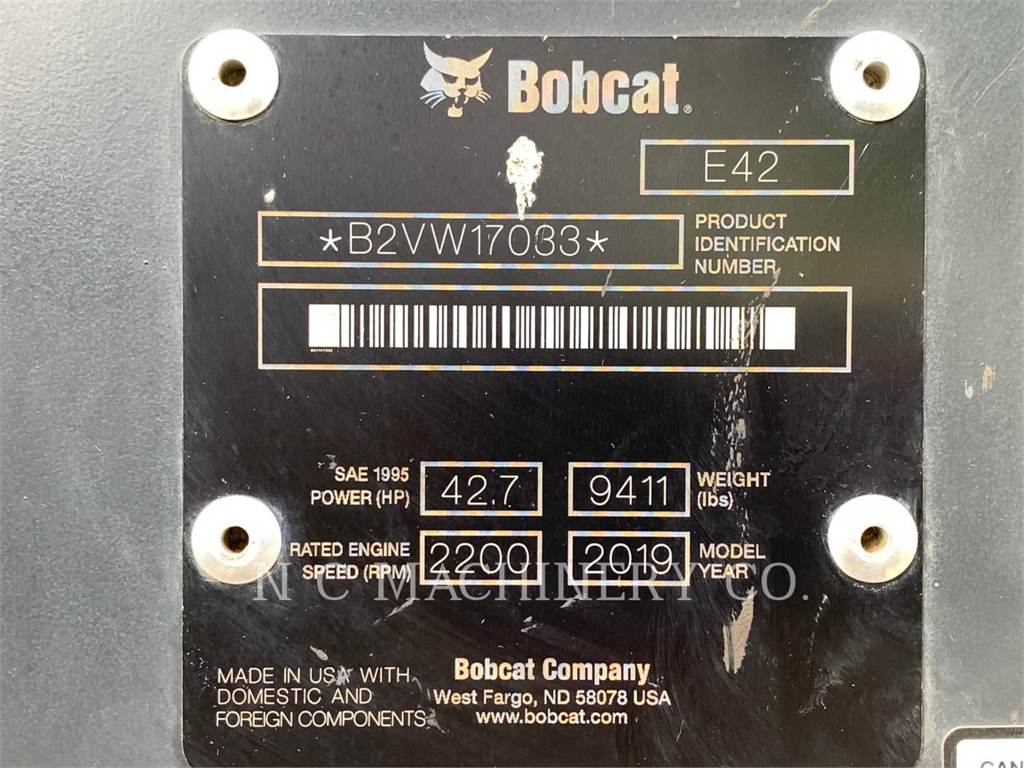 Bobcat®
E42
*B2VW17033*
PRODUCT
IDENTIFICATION
NUMBER
SAE 1995
POWER (HP)
42.7
9411
WEIGHT
(lbs)
RATED ENGINE
SPEED (RPM)
2200
2019
MODEL
YEAR
N C MACHINERY CO.
MADE IN USA WITH
DOMESTIC AND
FOREIGN COMPONENTS
Bobcat Company
West Fargo, ND 58078 USA
www.bobcat.com